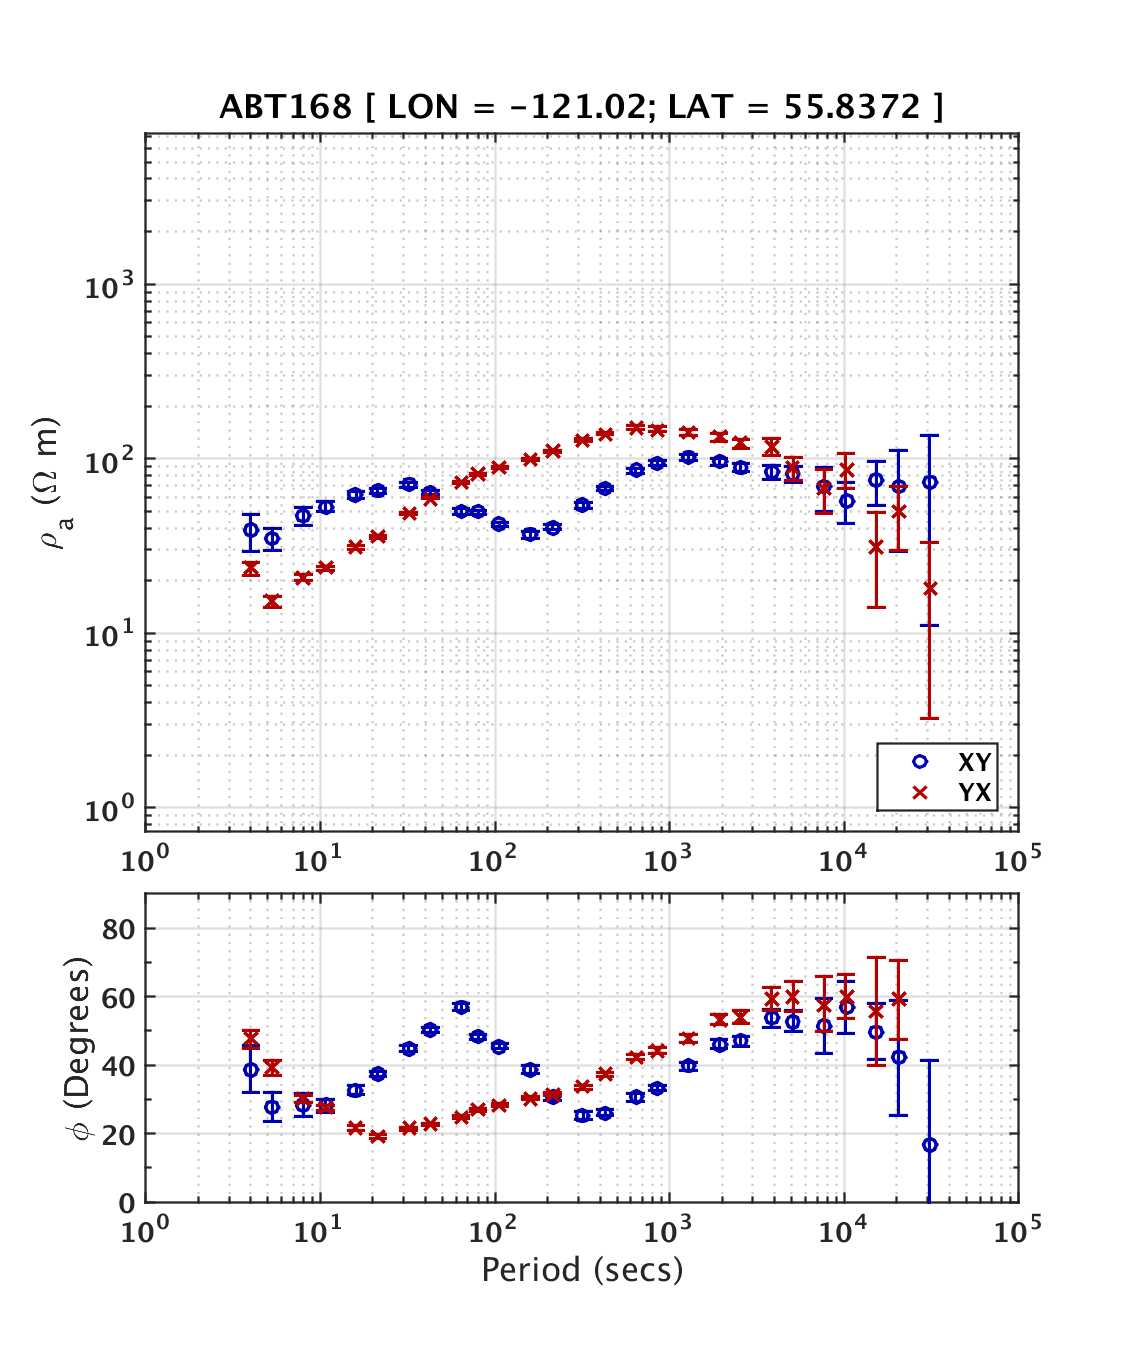 ABT168 [ LON = -121.02; LAT = 55.8372 ]
10³
10²
10¹
10⁰
ρₐ (Ω m)
XY
YX
10⁰ 10¹ 10² 10³ 10⁴ 10⁵
80
60
40
20
0
ϕ (Degrees)
10⁰ 10¹ 10² 10³ 10⁴ 10⁵
Period (secs)